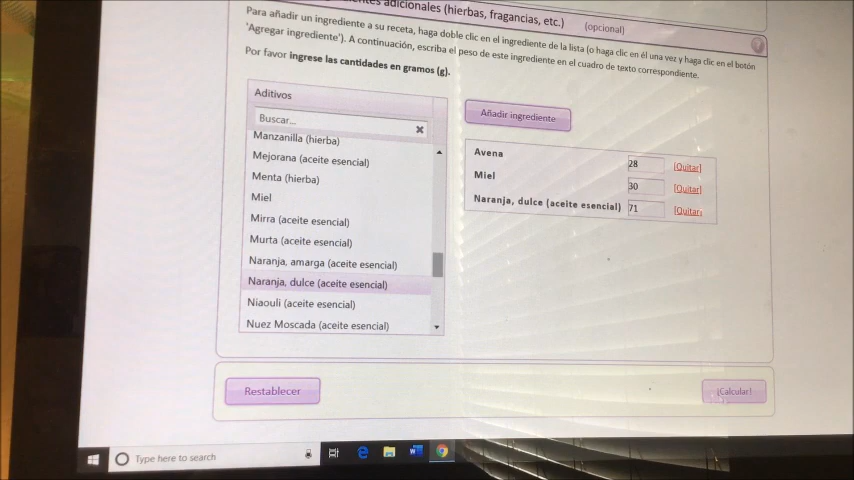 adicionales (hierbas, fragancias, etc.) (opcional)
Para añadir un ingrediente a su receta, haga doble clic en el ingrediente de la lista (o haga clic en él una vez y haga clic en el botón
'Agregar ingrediente'). A continuación, escriba el peso de este ingrediente en el cuadro de texto correspondiente.
Por favor ingrese las cantidades en gramos (g).
Aditivos
Buscar...
Manzanilla (hierba)
Mejorana (aceite esencial)
Menta (hierba)
Miel
Mirra (aceite esencial)
Murta (aceite esencial)
Naranja, amarga (aceite esencial)
Naranja, dulce (aceite esencial)
Niaouli (aceite esencial)
Nuez Moscada (aceite esencial)
Añadir ingrediente
Avena 28 [Quitar]
Miel 30 [Quitar]
Naranja, dulce (aceite esencial) 71 [Quitar]
Restablecer
¡Calcular!
Type here to search